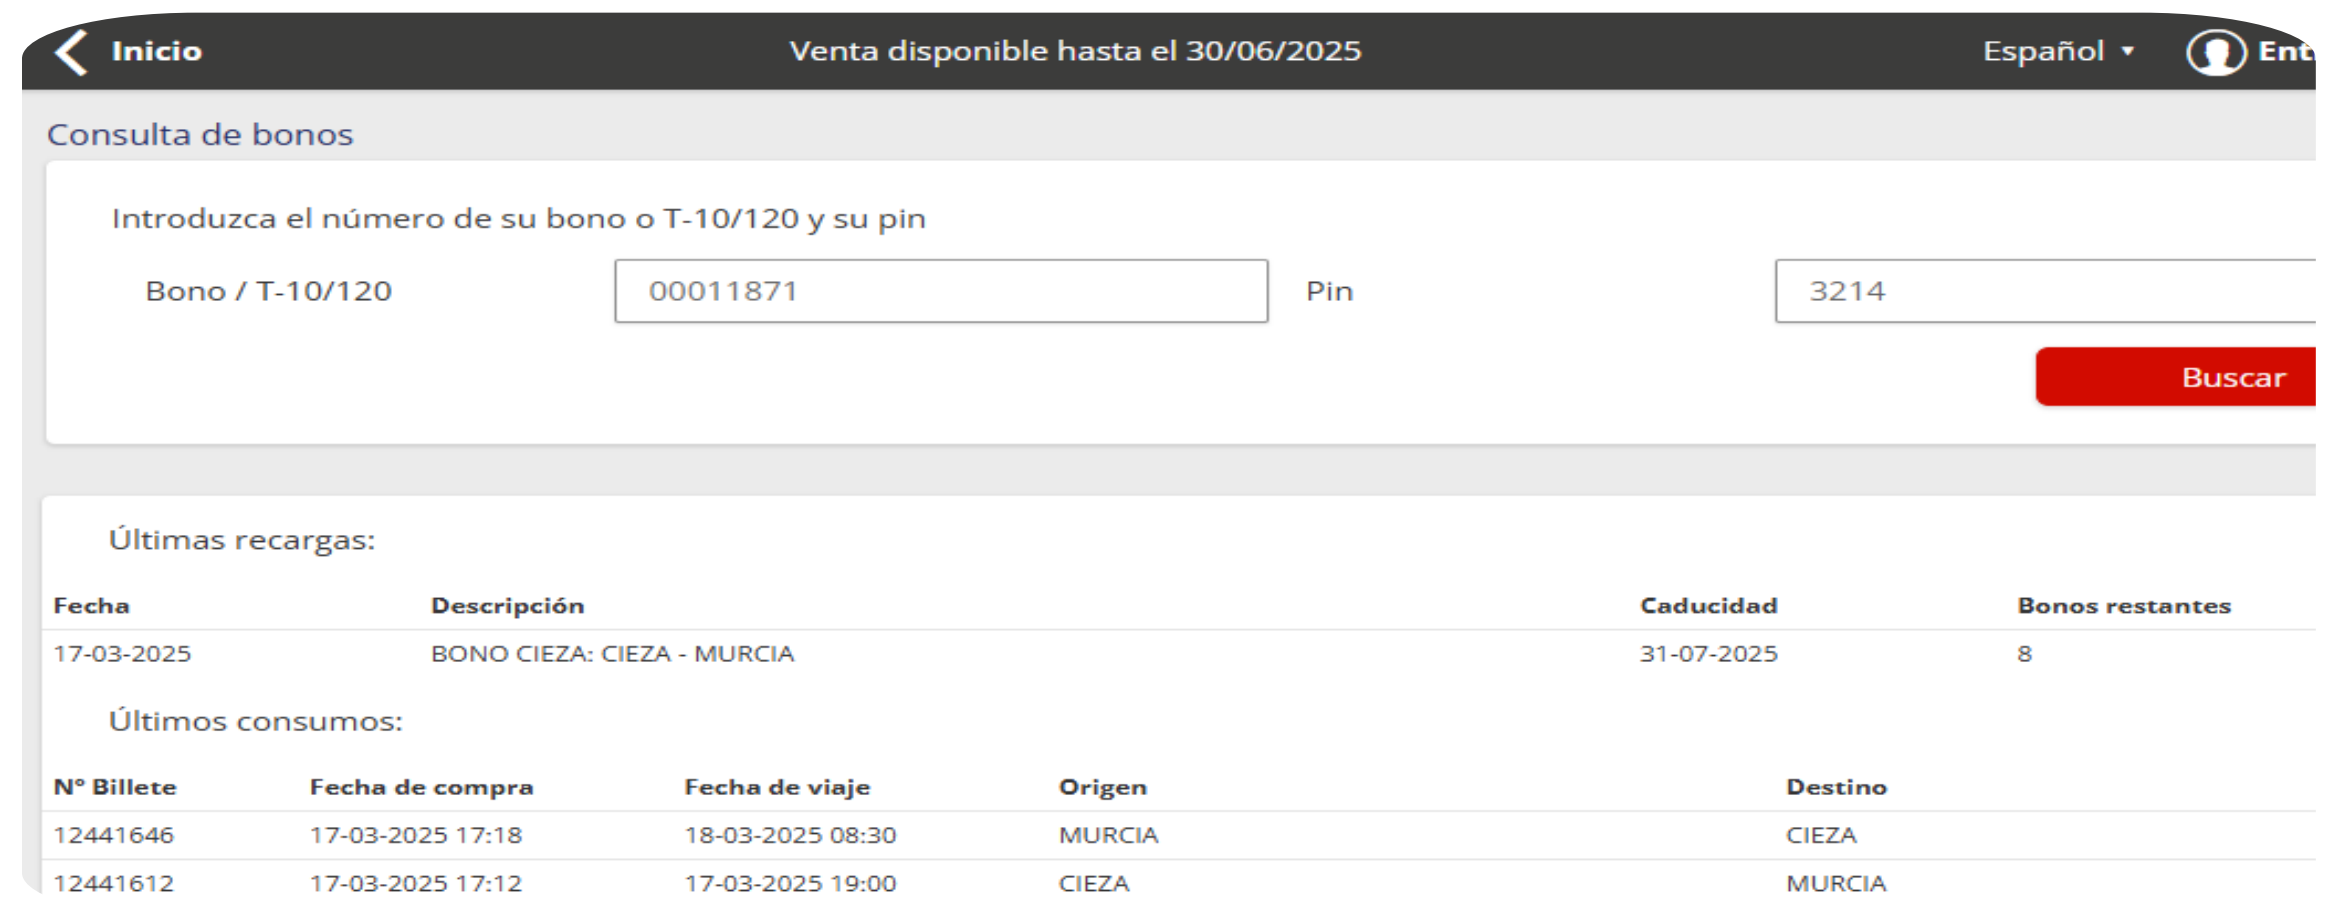 Inicio Venta disponible hasta el 30/06/2025 Español
Consulta de bonos
Introduzca el número de su bono o T-10/120 y su pin
Bono / T-10/120 00011871 Pin 3214
Buscar
Últimas recargas:
Fecha Descripción Caducidad Bonos restantes
17-03-2025 BONO CIEZA: CIEZA - MURCIA 31-07-2025 8
Últimos consumos:
Nº Billete Fecha de compra Fecha de viaje Origen Destino
12441646 17-03-2025 17:18 18-03-2025 08:30 MURCIA CIEZA
12441612 17-03-2025 17:12 17-03-2025 19:00 CIEZA MURCIA